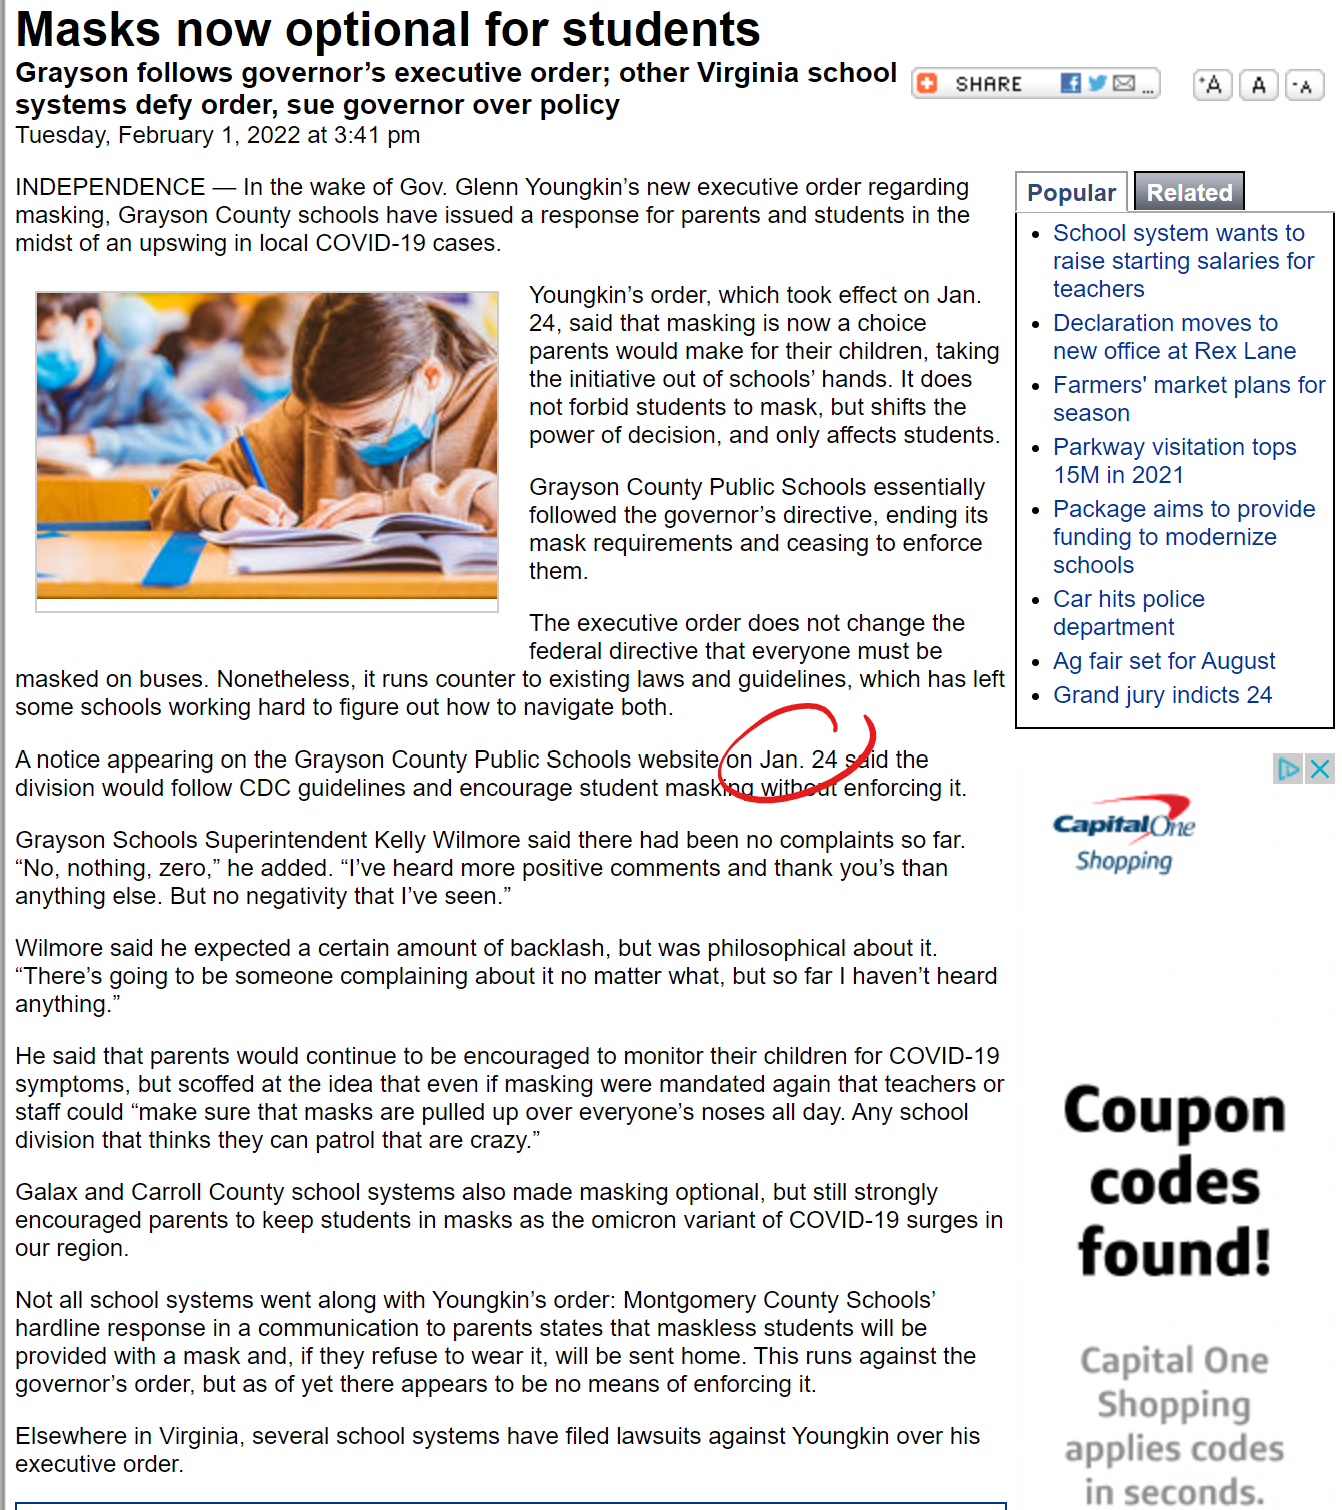 Masks now optional for students
Grayson follows governor’s executive order; other Virginia school
systems defy order, sue governor over policy
Tuesday, February 1, 2022 at 3:41 pm
SHARE
...
+A
A
-A
INDEPENDENCE — In the wake of Gov. Glenn Youngkin’s new executive order regarding
masking, Grayson County schools have issued a response for parents and students in the
midst of an upswing in local COVID-19 cases.
Youngkin’s order, which took effect on Jan.
24, said that masking is now a choice
parents would make for their children, taking
the initiative out of schools’ hands. It does
not forbid students to mask, but shifts the
power of decision, and only affects students.
Grayson County Public Schools essentially
followed the governor’s directive, ending its
mask requirements and ceasing to enforce
them.
The executive order does not change the
federal directive that everyone must be
masked on buses. Nonetheless, it runs counter to existing laws and guidelines, which has left
some schools working hard to figure out how to navigate both.
A notice appearing on the Grayson County Public Schools website on Jan. 24 said the
division would follow CDC guidelines and encourage student masking without enforcing it.
Grayson Schools Superintendent Kelly Wilmore said there had been no complaints so far.
“No, nothing, zero,” he added. “I’ve heard more positive comments and thank you’s than
anything else. But no negativity that I’ve seen.”
Wilmore said he expected a certain amount of backlash, but was philosophical about it.
“There’s going to be someone complaining about it no matter what, but so far I haven’t heard
anything.”
He said that parents would continue to be encouraged to monitor their children for COVID-19
symptoms, but scoffed at the idea that even if masking were mandated again that teachers or
staff could “make sure that masks are pulled up over everyone’s noses all day. Any school
division that thinks they can patrol that are crazy.”
Galax and Carroll County school systems also made masking optional, but still strongly
encouraged parents to keep students in masks as the omicron variant of COVID-19 surges in
our region.
Not all school systems went along with Youngkin’s order: Montgomery County Schools’
hardline response in a communication to parents states that maskless students will be
provided with a mask and, if they refuse to wear it, will be sent home. This runs against the
governor’s order, but as of yet there appears to be no means of enforcing it.
Elsewhere in Virginia, several school systems have filed lawsuits against Youngkin over his
executive order.
Popular
Related
School system wants to
raise starting salaries for
teachers
Declaration moves to
new office at Rex Lane
Farmers' market plans for
season
Parkway visitation tops
15M in 2021
Package aims to provide
funding to modernize
schools
Car hits police
department
Ag fair set for August
Grand jury indicts 24
CapitalOne
Shopping
Coupon
codes
found!
Capital One
Shopping
applies codes
in seconds.